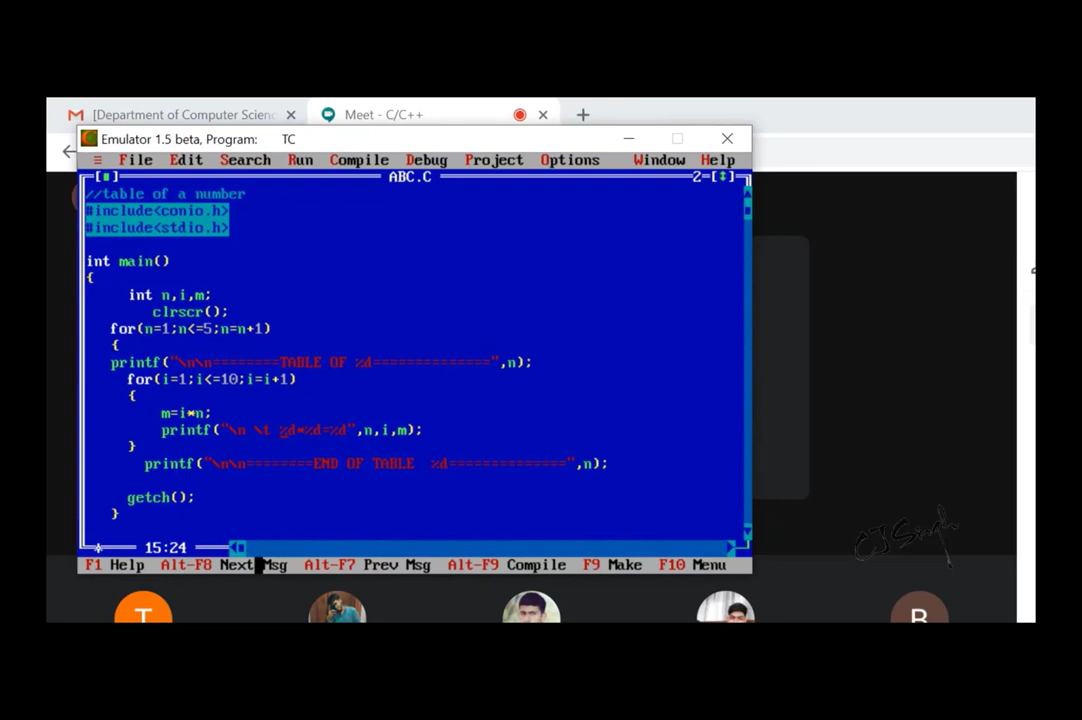 [Department of Computer Scienc
Meet - C/C++
Emulator 1.5 beta, Program: TC
File Edit Search Run Compile Debug Project Options Window Help
ABC.C 2
//table of a number
#include<conio.h>
#include<stdio.h>
int main()
{
int n,i,m;
clrscr();
for(n=1;n<=5;n=n+1)
{
printf("\n\n========TABLE OF %d==============",n);
for(i=1;i<=10;i=i+1)
{
m=i*n;
printf("\n \t %d*%d=%d",n,i,m);
}
printf("\n\n========END OF TABLE  %d==============",n);
getch();
}
15:24
F1 Help Alt-F8 Next Msg Alt-F7 Prev Msg Alt-F9 Compile F9 Make F10 Menu
CJSingh
T
B